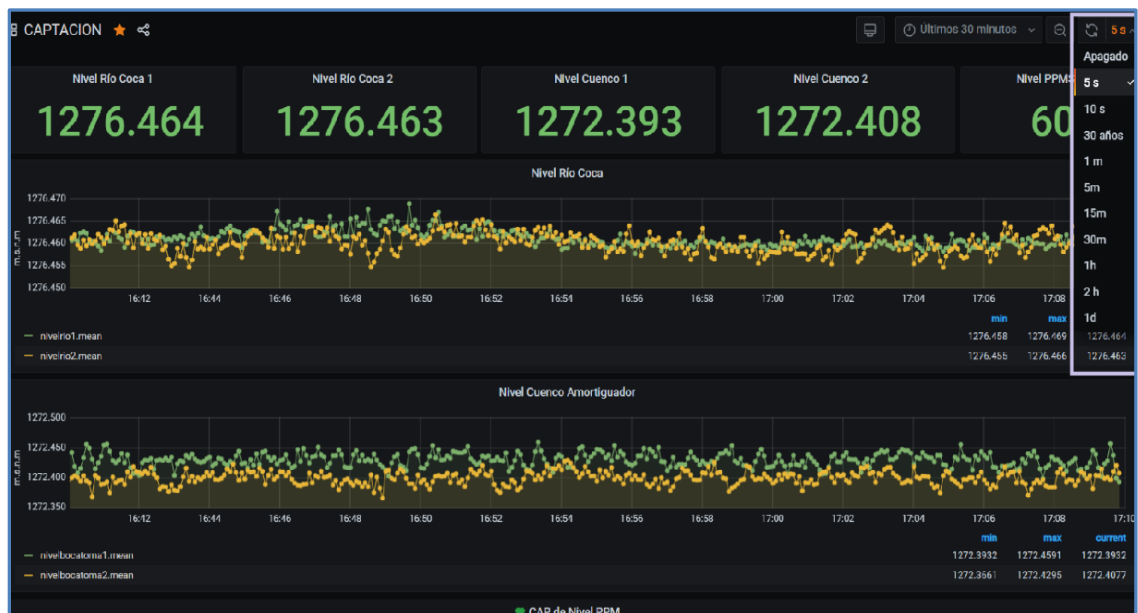 CAPTACION
Últimos 30 minutos
5 s
Apagado
5 s
10 s
30 años
1 m
5m
15m
30m
1h
2 h
1d
Nivel Río Coca 1
1276.464
Nivel Río Coca 2
1276.463
Nivel Cuenco 1
1272.393
Nivel Cuenco 2
1272.408
Nivel
60
Nivel Río Coca
m.s.n.m
1276.470
1276.465
1276.460
1276.455
1276.450
16:42 16:44 16:46 16:48 16:50 16:52 16:54 16:56 16:58 17:00 17:02 17:04 17:06 17:08
min max
nivelrio1.mean 1276.458 1276.469 1276.464
nivelrio2.mean 1276.455 1276.466 1276.463
Nivel Cuenco Amortiguador
m.s.n.m
1272.500
1272.450
1272.400
1272.350
16:42 16:44 16:46 16:48 16:50 16:52 16:54 16:56 16:58 17:00 17:02 17:04 17:06 17:08 17:10
min max current
nivelbocatoma1.mean 1272.3932 1272.4591 1272.3932
nivelbocatoma2.mean 1272.3661 1272.4295 1272.4077
CAP de Nivel PPM